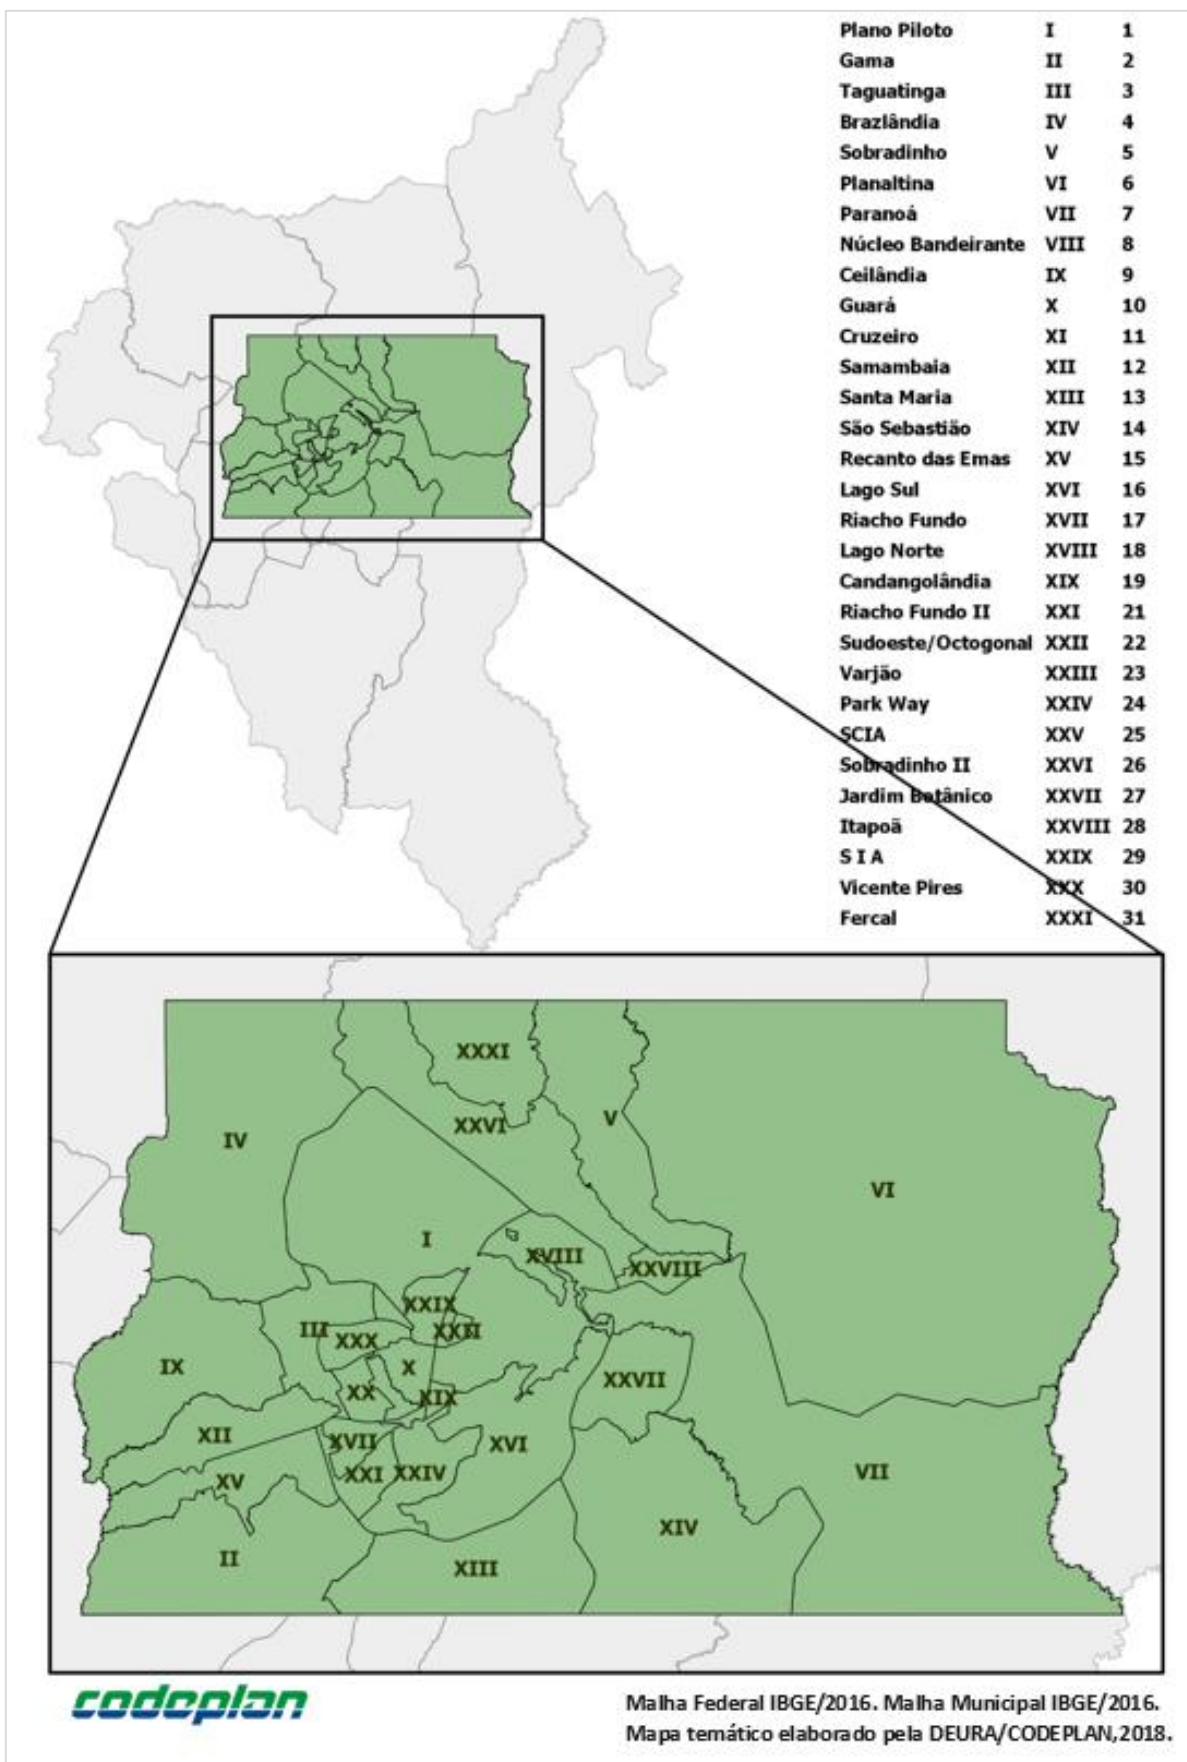 Plano Piloto I 1
Gama II 2
Taguatinga III 3
Brazlândia IV 4
Sobradinho V 5
Planaltina VI 6
Paranoá VII 7
Núcleo Bandeirante VIII 8
Ceilândia IX 9
Guará X 10
Cruzeiro XI 11
Samambaia XII 12
Santa Maria XIII 13
São Sebastião XIV 14
Recanto das Emas XV 15
Lago Sul XVI 16
Riacho Fundo XVII 17
Lago Norte XVIII 18
Candangolândia XIX 19
Riacho Fundo II XXI 21
Sudoeste/Octogonal XXII 22
Varjão XXIII 23
Park Way XXIV 24
SCIA XXV 25
Sobradinho II XXVI 26
Jardim Botânico XXVII 27
Itapoã XXVIII 28
S I A XXIX 29
Vicente Pires XXX 30
Fercal XXXI 31
XXXI
XXVI
V
IV
VI
I
XVIII
XXVIII
XXIX
III
XXX
XXII
IX
X
XXVII
XX
XIX
XII
XVII
XVI
XV
XXI
XXIV
VII
XIV
II
XIII
codeplan
Malha Federal IBGE/2016. Malha Municipal IBGE/2016.
Mapa temático elaborado pela DEURA/CODEPLAN,2018.